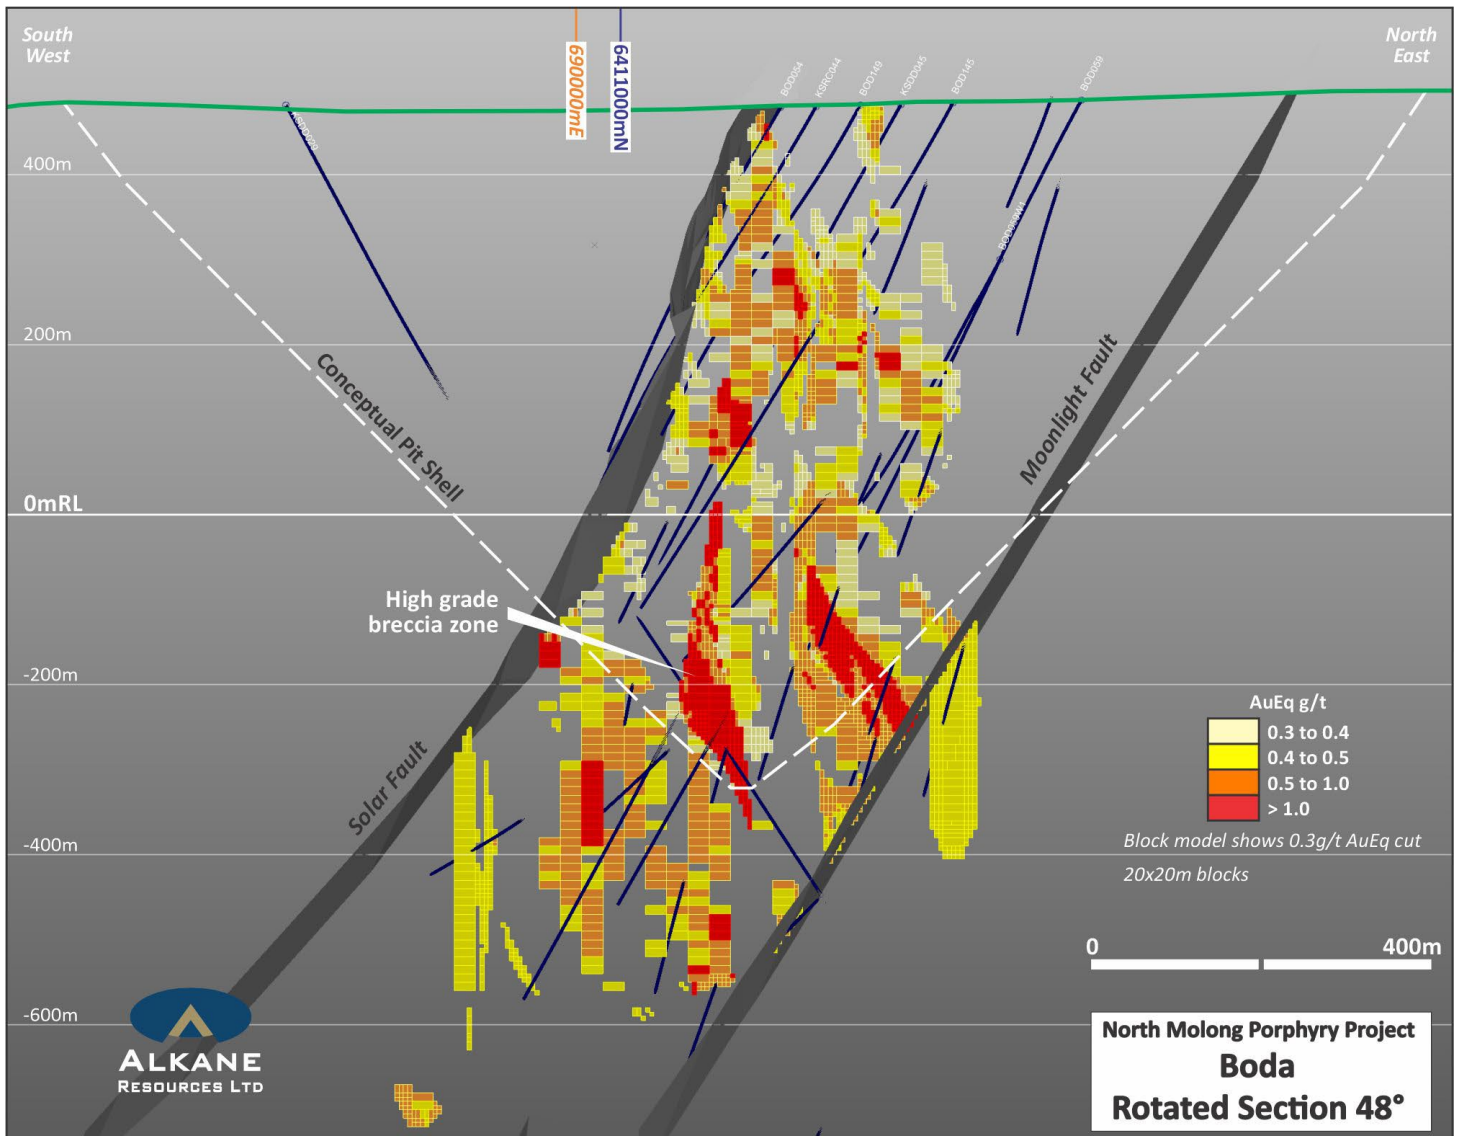 South
West
North
East
690000mE
6411000mN
BOD054
KSRC044
BOD149
KSDD045
BOD145
BOD059
KSDD029
400m
BOD059W1
200m
Conceptual Pit Shell
Moonlight Fault
0mRL
High grade
breccia zone
-200m
Solar Fault
AuEq g/t
0.3 to 0.4
0.4 to 0.5
0.5 to 1.0
> 1.0
Block model shows 0.3g/t AuEq cut
20x20m blocks
-400m
0 400m
-600m
ALKANE
RESOURCES LTD
North Molong Porphyry Project
Boda
Rotated Section 48°